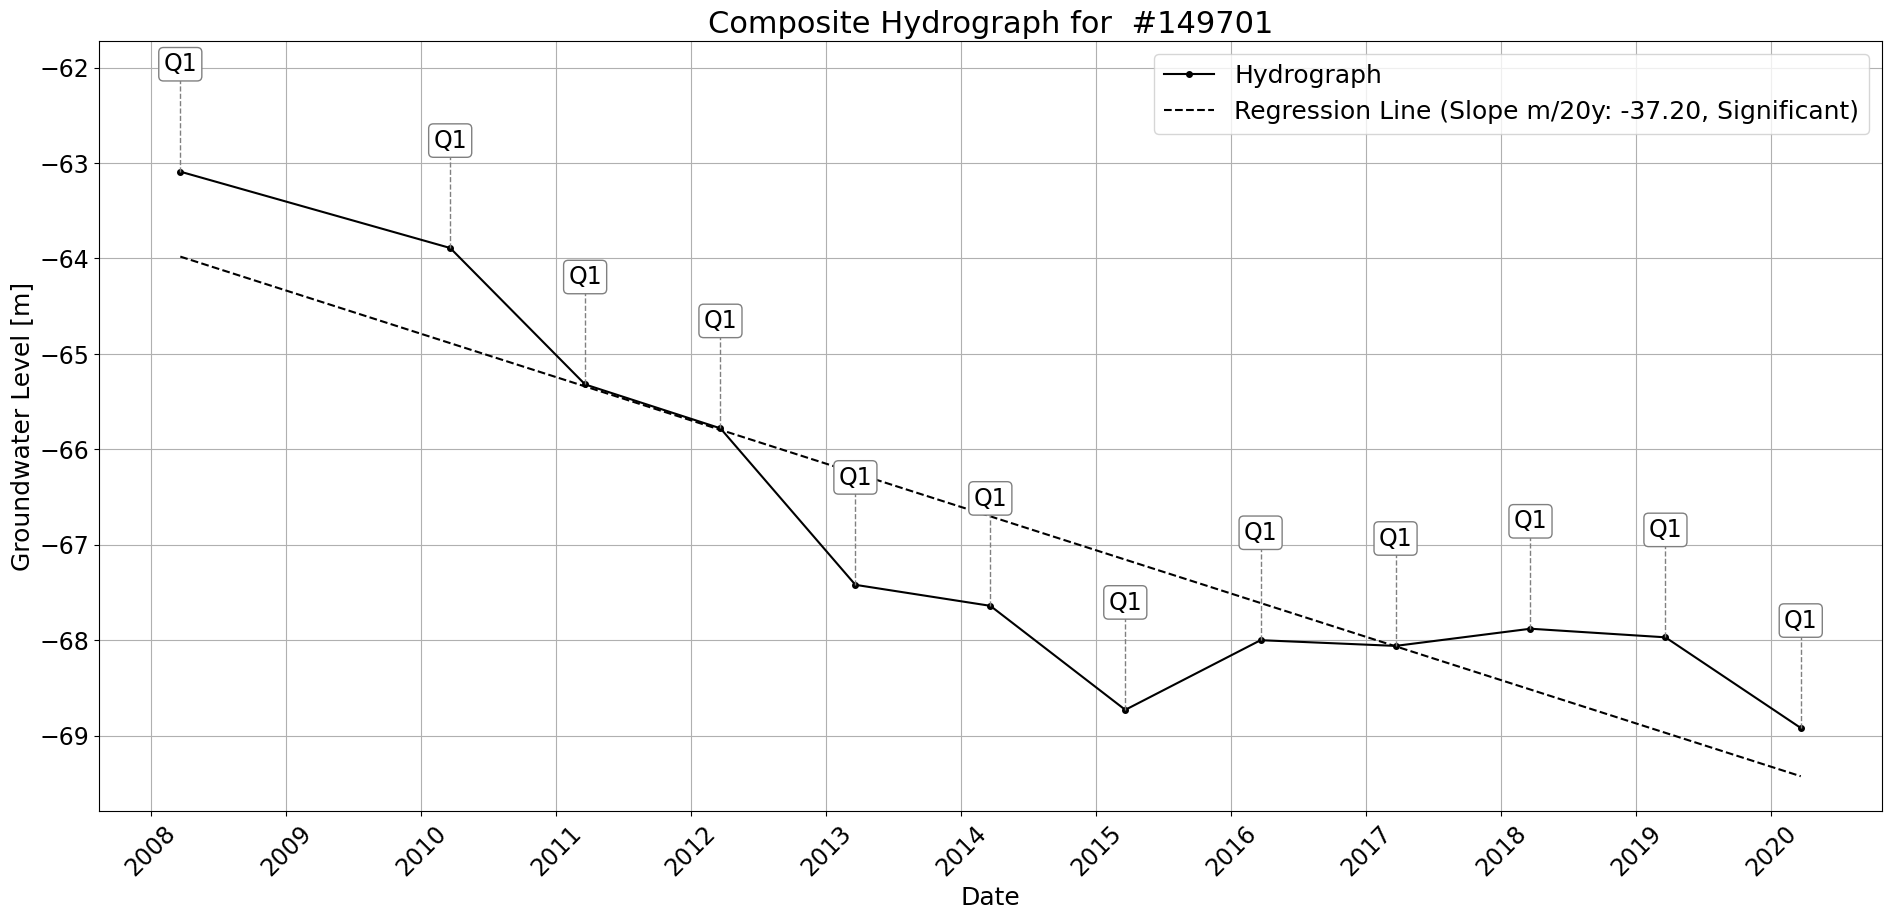 Composite Hydrograph for  #149701
Hydrograph
Regression Line (Slope m/20y: -37.20, Significant)
Groundwater Level [m]
−62
−63
−64
−65
−66
−67
−68
−69
Q1
Q1
Q1
Q1
Q1
Q1
Q1
Q1
Q1
Q1
Q1
Q1
2008
2009
2010
2011
2012
2013
2014
2015
2016
2017
2018
2019
2020
Date